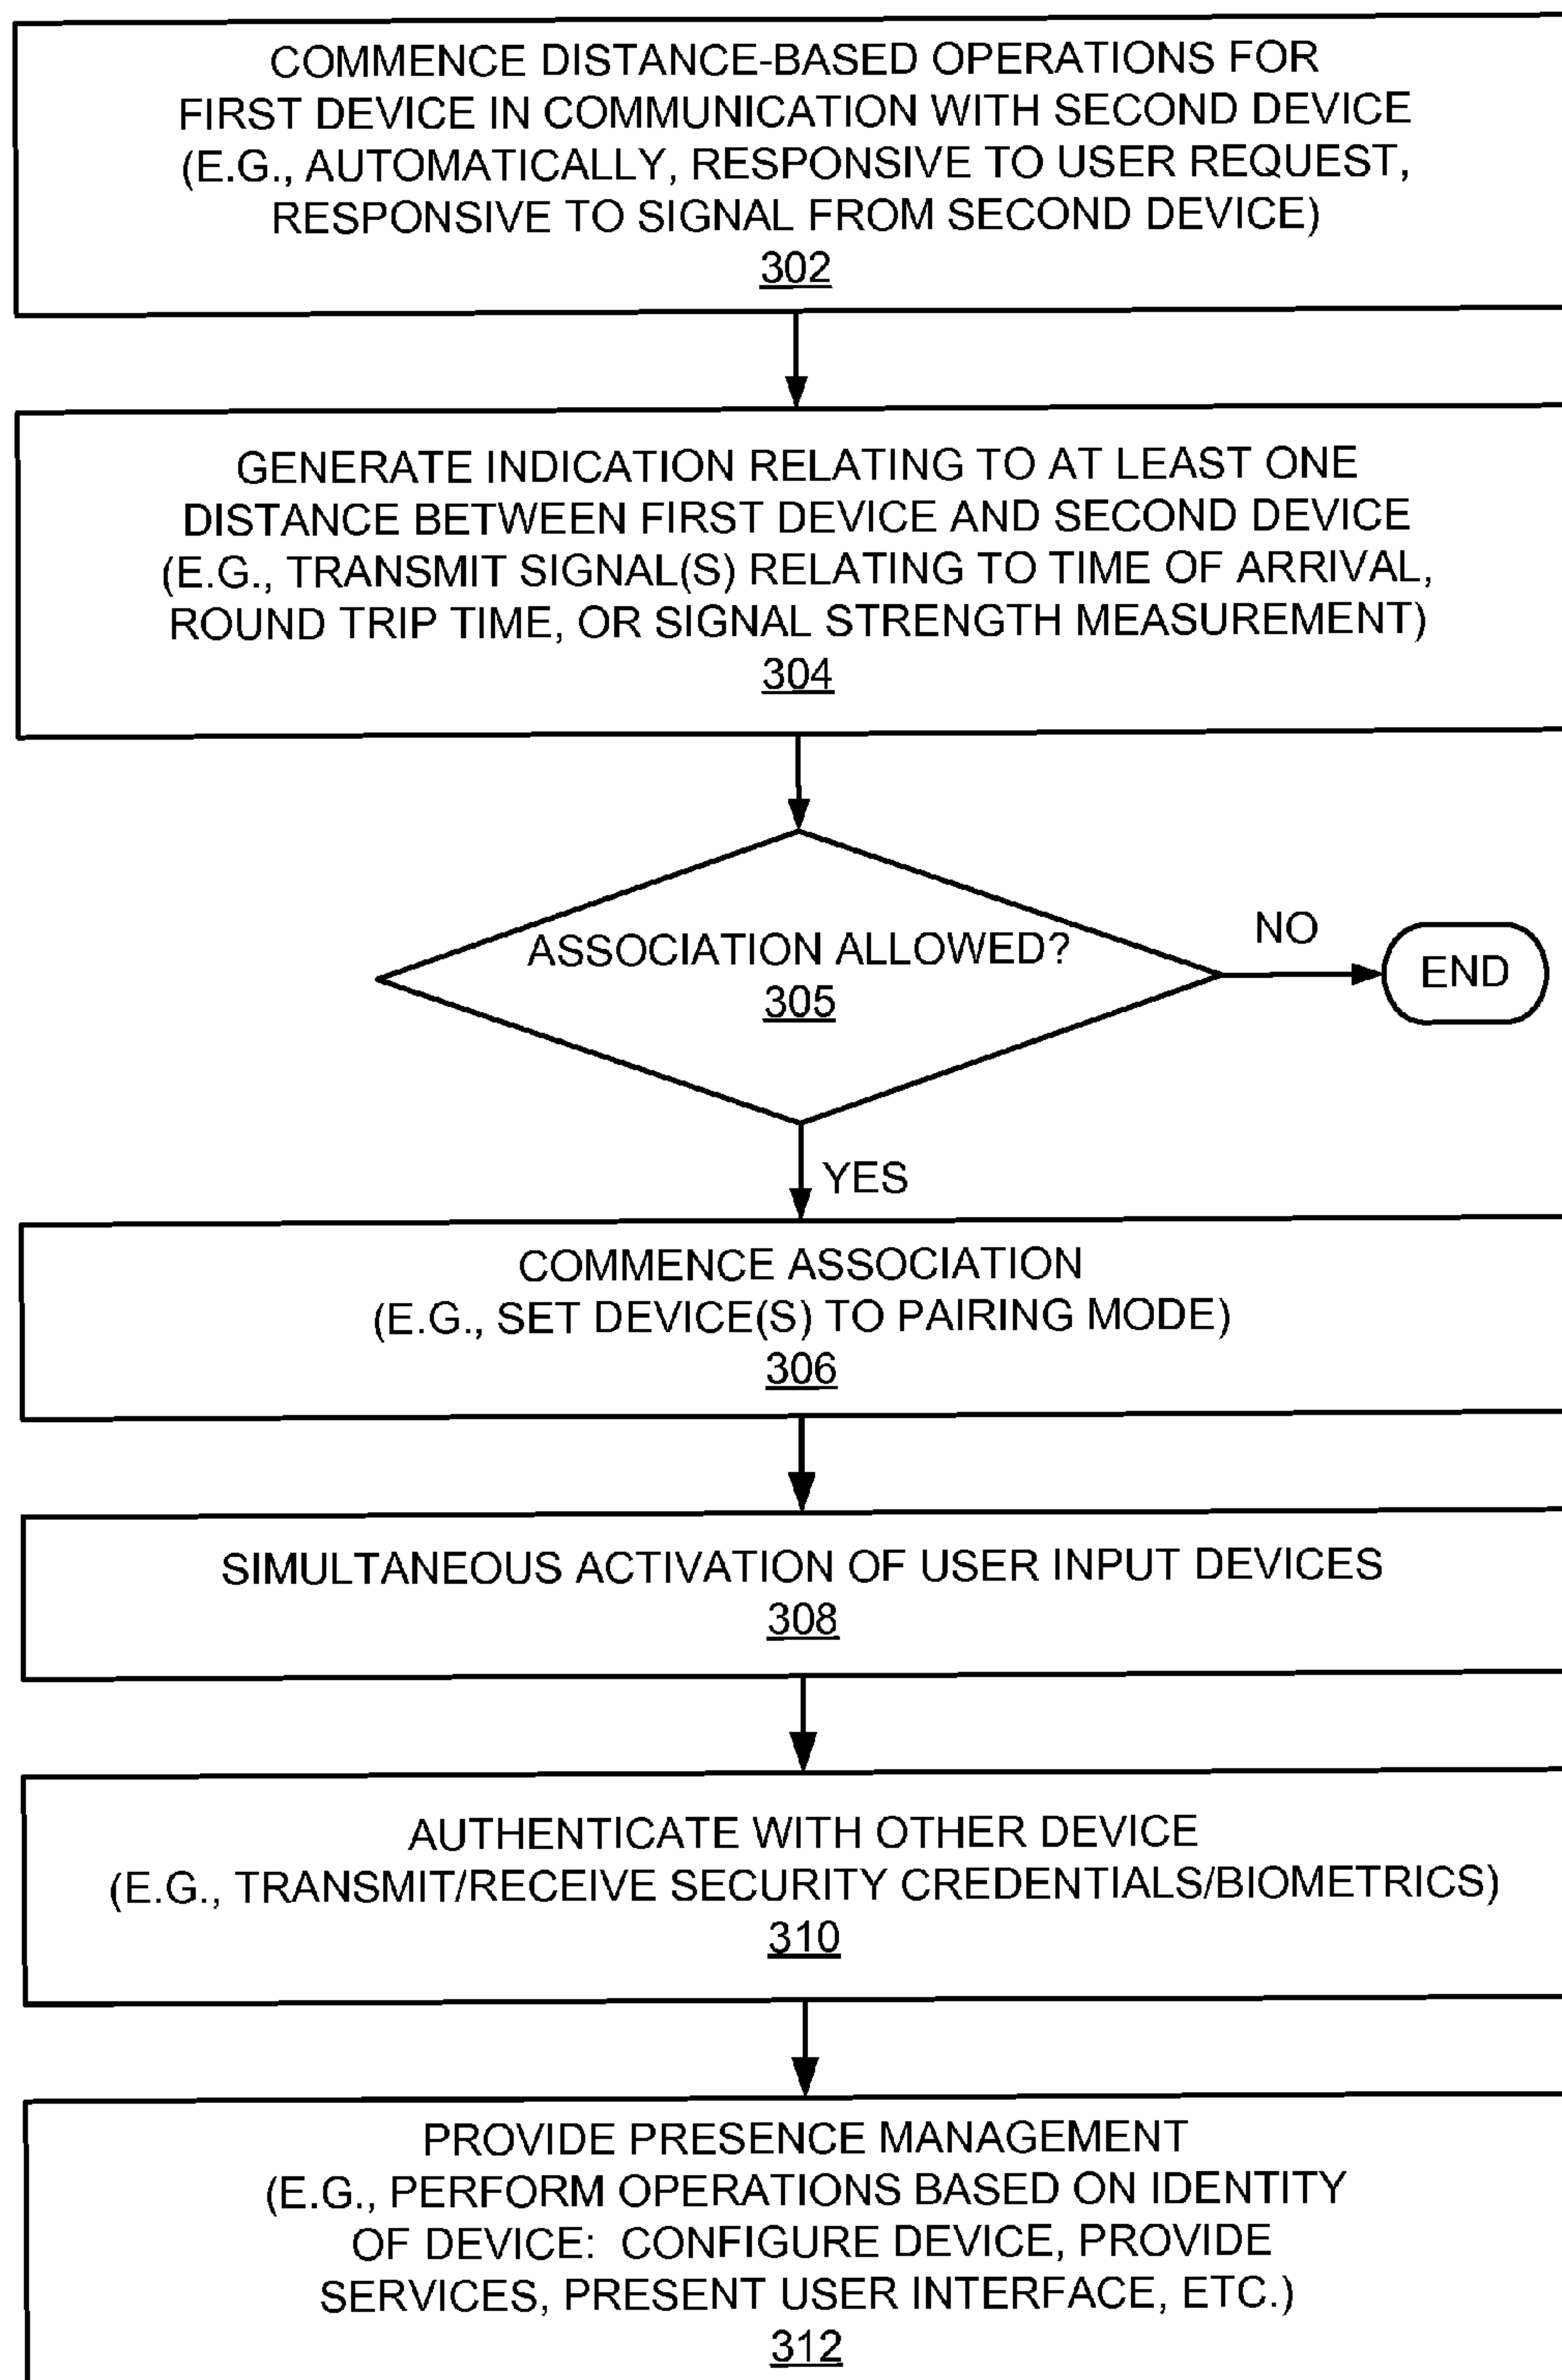 COMMENCE DISTANCE-BASED OPERATIONS FOR
FIRST DEVICE IN COMMUNICATION WITH SECOND DEVICE
(E.G., AUTOMATICALLY, RESPONSIVE TO USER REQUEST,
RESPONSIVE TO SIGNAL FROM SECOND DEVICE)
302
GENERATE INDICATION RELATING TO AT LEAST ONE
DISTANCE BETWEEN FIRST DEVICE AND SECOND DEVICE
(E.G., TRANSMIT SIGNAL(S) RELATING TO TIME OF ARRIVAL,
ROUND TRIP TIME, OR SIGNAL STRENGTH MEASUREMENT)
304
ASSOCIATION ALLOWED?
305
NO
END
YES
COMMENCE ASSOCIATION
(E.G., SET DEVICE(S) TO PAIRING MODE)
306
SIMULTANEOUS ACTIVATION OF USER INPUT DEVICES
308
AUTHENTICATE WITH OTHER DEVICE
(E.G., TRANSMIT/RECEIVE SECURITY CREDENTIALS/BIOMETRICS)
310
PROVIDE PRESENCE MANAGEMENT
(E.G., PERFORM OPERATIONS BASED ON IDENTITY
OF DEVICE: CONFIGURE DEVICE, PROVIDE
SERVICES, PRESENT USER INTERFACE, ETC.)
312